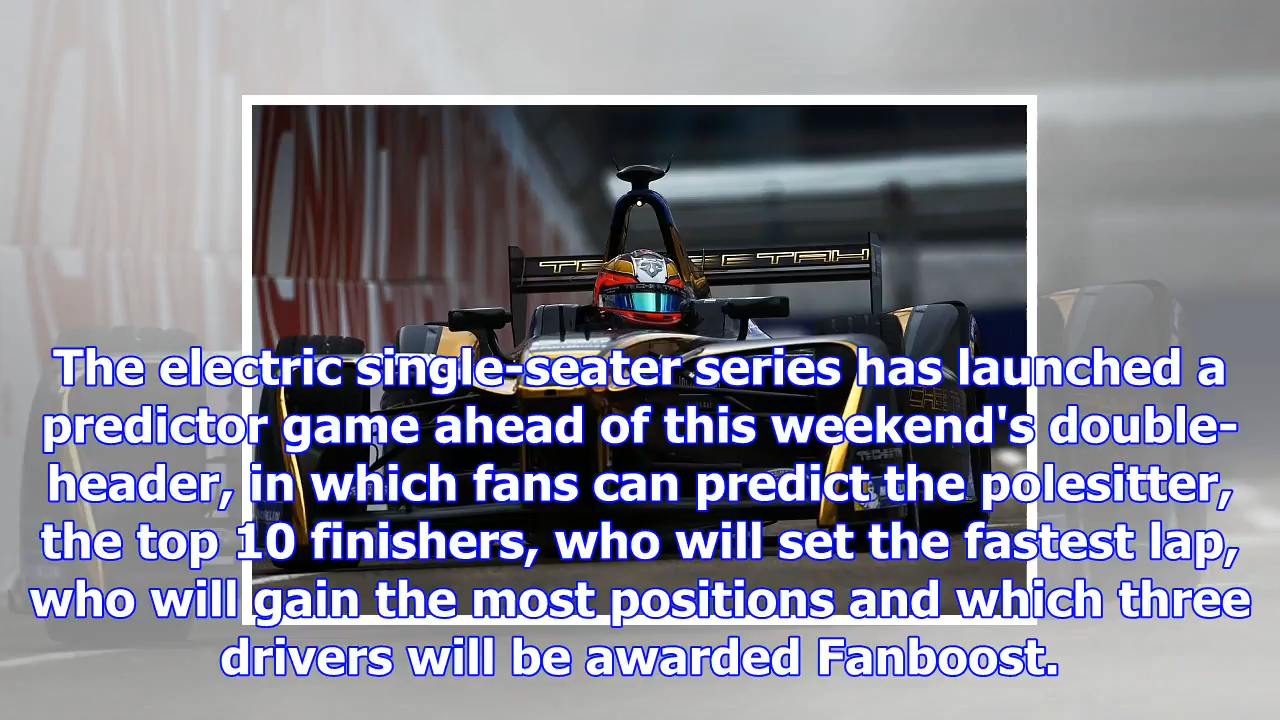 TECHEETAH
The electric single-seater series has launched a
predictor game ahead of this weekend's double-
header, in which fans can predict the polesitter,
the top 10 finishers, who will set the fastest lap,
who will gain the most positions and which three
drivers will be awarded Fanboost.